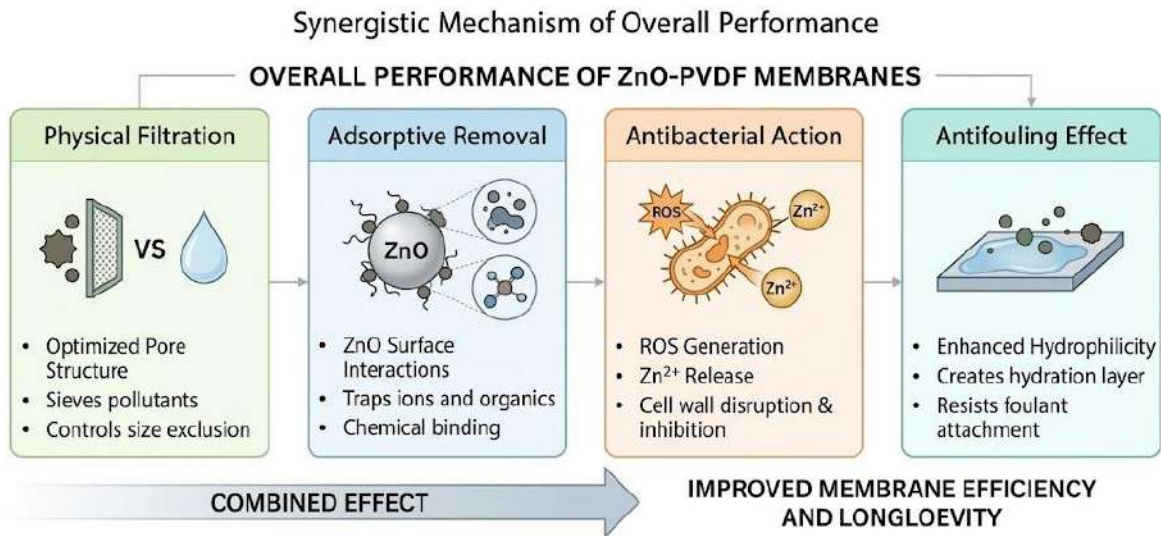 Synergistic Mechanism of Overall Performance
OVERALL PERFORMANCE OF ZnO-PVDF MEMBRANES
Physical Filtration
VS
• Optimized Pore
Structure
• Sieves pollutants
• Controls size exclusion
Adsorptive Removal
ZnO
• ZnO Surface
Interactions
• Traps ions and organics
• Chemical binding
Antibacterial Action
ROS
Zn²⁺
Zn²⁺
• ROS Generation
• Zn²⁺ Release
• Cell wall disruption &
inhibition
Antifouling Effect
• Enhanced Hydrophilicity
• Creates hydration layer
• Resists foulant
attachment
COMBINED EFFECT
IMPROVED MEMBRANE EFFICIENCY
AND LONGLOEVITY